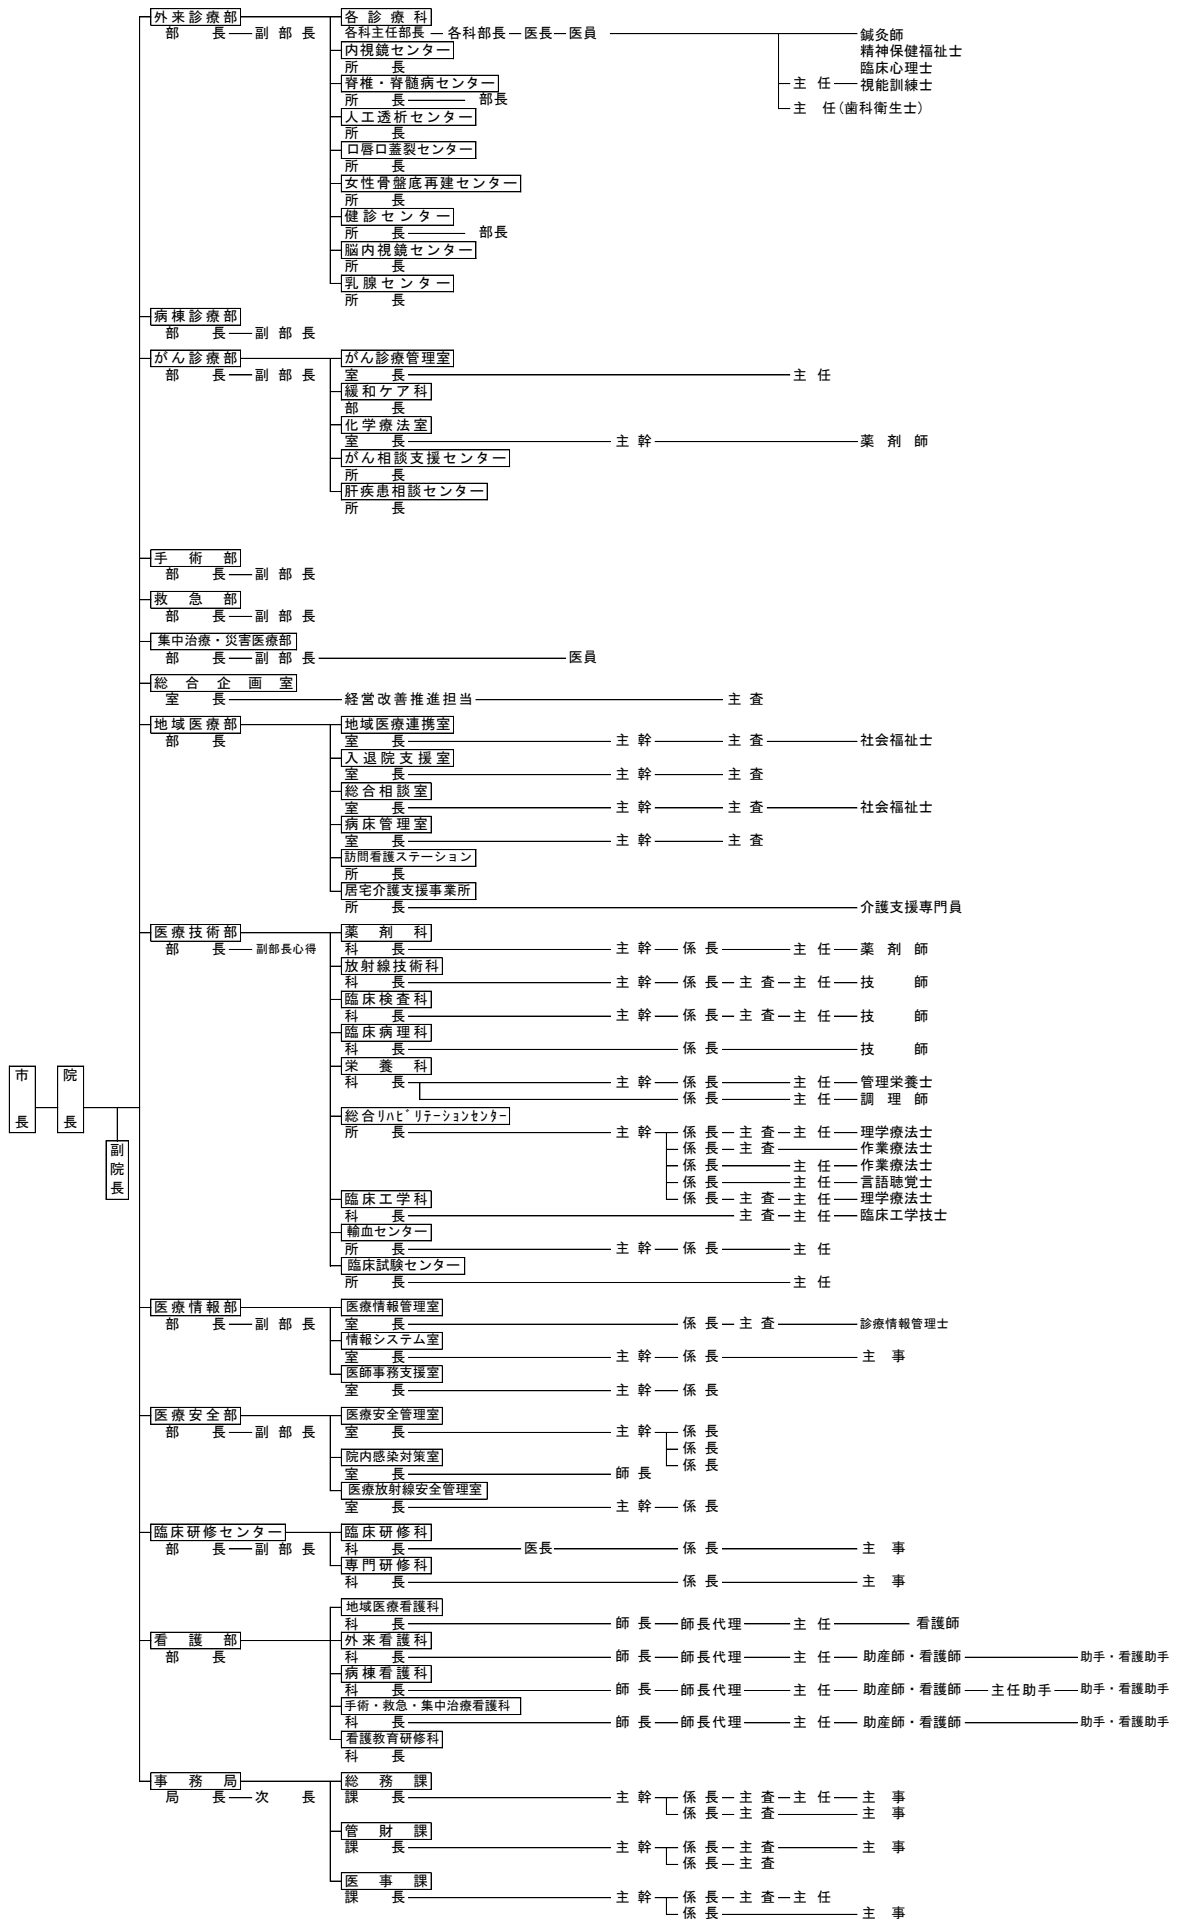 外来診療部 各診療科
部長 副部長 各科主任部長 各科部長 医長 医員 鍼灸師
内視鏡センター 精神保健福祉士
所長 臨床心理士
脊椎・脊髄病センター 主任 視能訓練士
所長 部長
主任(歯科衛生士)
人工透析センター
所長
口唇口蓋裂センター
所長
女性骨盤底再建センター
所長
健診センター
所長 部長
脳内視鏡センター
所長
乳腺センター
所長
病棟診療部
部長 副部長
がん診療部 がん診療管理室
部長 副部長 室長 主任
緩和ケア科
部長
化学療法室
室長 主幹 薬剤師
がん相談支援センター
所長
肝疾患相談センター
所長
手術部
部長 副部長
救急部
部長 副部長
集中治療・災害医療部
部長 副部長 医員
総合企画室
室長 経営改善推進担当 主査
地域医療部 地域医療連携室
部長 室長 主幹 主査 社会福祉士
入退院支援室
室長 主幹 主査
総合相談室
室長 主幹 主査 社会福祉士
病床管理室
室長 主幹 主査
訪問看護ステーション
所長
居宅介護支援事業所
所長 介護支援専門員
医療技術部 薬剤科
部長 副部長心得 科長 主幹 係長 主任 薬剤師
放射線技術科
科長 主幹 係長 主査 主任 技師
臨床検査科
科長 主幹 係長 主査 主任 技師
臨床病理科
科長 係長 技師
栄養科
科長 主幹 係長 主任 管理栄養士
係長 主任 調理師
総合リハビリテーションセンター
所長 主幹 係長 主査 主任 理学療法士
係長 主査 作業療法士
係長 主任 作業療法士
係長 主任 言語聴覚士
臨床工学科 係長 主査 主任 理学療法士
科長 主査 主任 臨床工学技士
輸血センター
所長 主幹 係長 主任
臨床試験センター
所長 主任
市長 院長
副院長
医療情報部 医療情報管理室
部長 副部長 室長 係長 主査 診療情報管理士
情報システム室
室長 主幹 係長 主事
医師事務支援室
室長 主幹 係長
医療安全部 医療安全管理室
部長 副部長 室長 主幹 係長
係長
院内感染対策室 係長
室長 師長
医療放射線安全管理室
室長 主幹 係長
臨床研修センター 臨床研修科
部長 副部長 科長 医長 係長 主事
専門研修科
科長 係長 主事
地域医療看護科
科長 師長 師長代理 主任 看護師
看護部 外来看護科
部長 科長 師長 師長代理 主任 助産師・看護師 助手・看護助手
病棟看護科
科長 師長 師長代理 主任 助産師・看護師 主任助手 助手・看護助手
手術・救急・集中治療看護科
科長 師長 師長代理 主任 助産師・看護師 助手・看護助手
看護教育研修科
科長
事務局 総務課
局長 次長 課長 主幹 係長 主査 主任 主事
係長 主査 主事
管財課
課長 主幹 係長 主査 主事
係長 主査
医事課
課長 主幹 係長 主査 主任
係長 主事